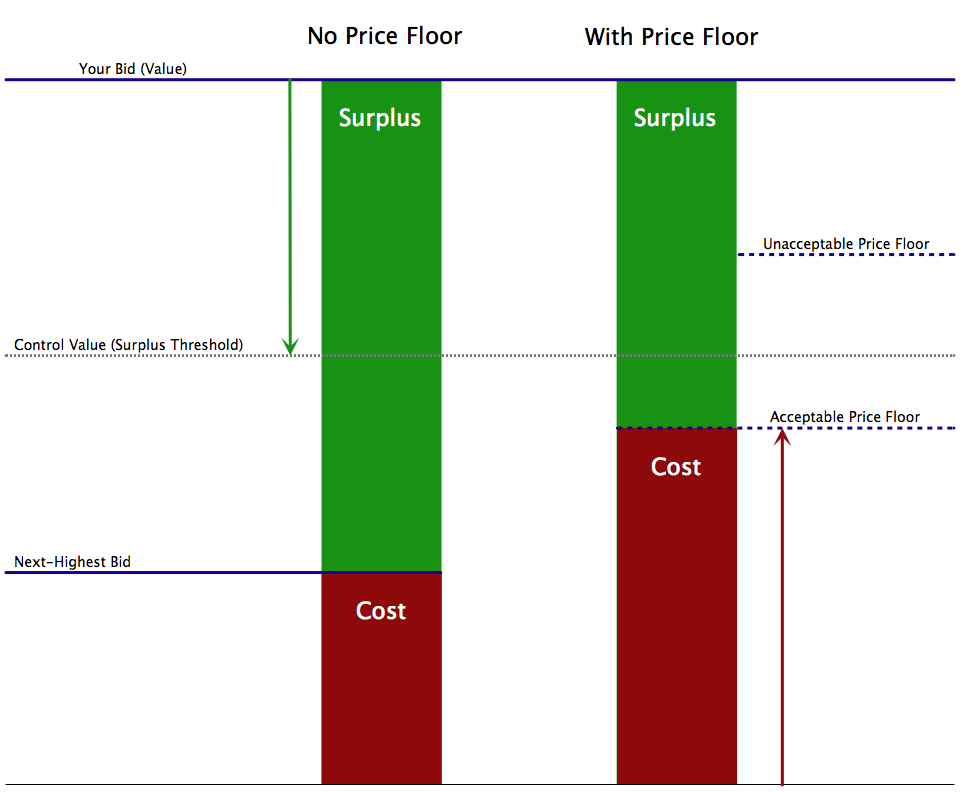 No Price Floor
With Price Floor
Your Bid (Value)
Surplus
Surplus
Unacceptable Price Floor
Control Value (Surplus Threshold)
Acceptable Price Floor
Cost
Next-Highest Bid
Cost